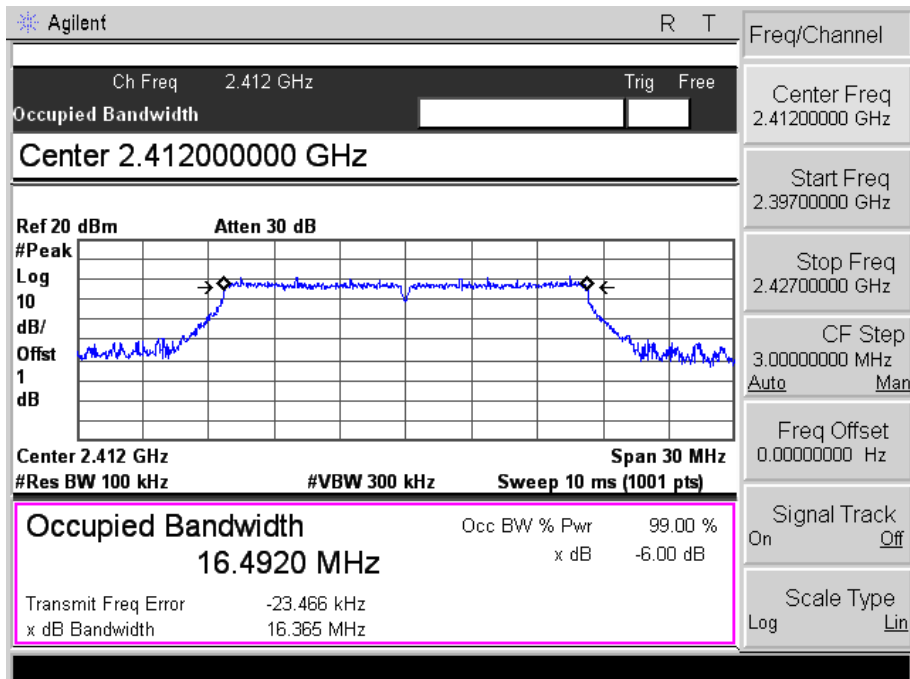 Agilent R T
Ch Freq 2.412 GHz Trig Free
Occupied Bandwidth
Center 2.412000000 GHz
Ref 20 dBm Atten 30 dB
#Peak
Log
10
dB/
Offst
1
dB
Center 2.412 GHz Span 30 MHz
#Res BW 100 kHz #VBW 300 kHz Sweep 10 ms (1001 pts)
Occupied Bandwidth
16.4920 MHz
Occ BW % Pwr 99.00 %
x dB -6.00 dB
Transmit Freq Error -23.466 kHz
x dB Bandwidth 16.365 MHz
Freq/Channel
Center Freq
2.41200000 GHz
Start Freq
2.39700000 GHz
Stop Freq
2.42700000 GHz
CF Step
3.00000000 MHz
Auto Man
Freq Offset
0.00000000 Hz
Signal Track
On Off
Scale Type
Log Lin